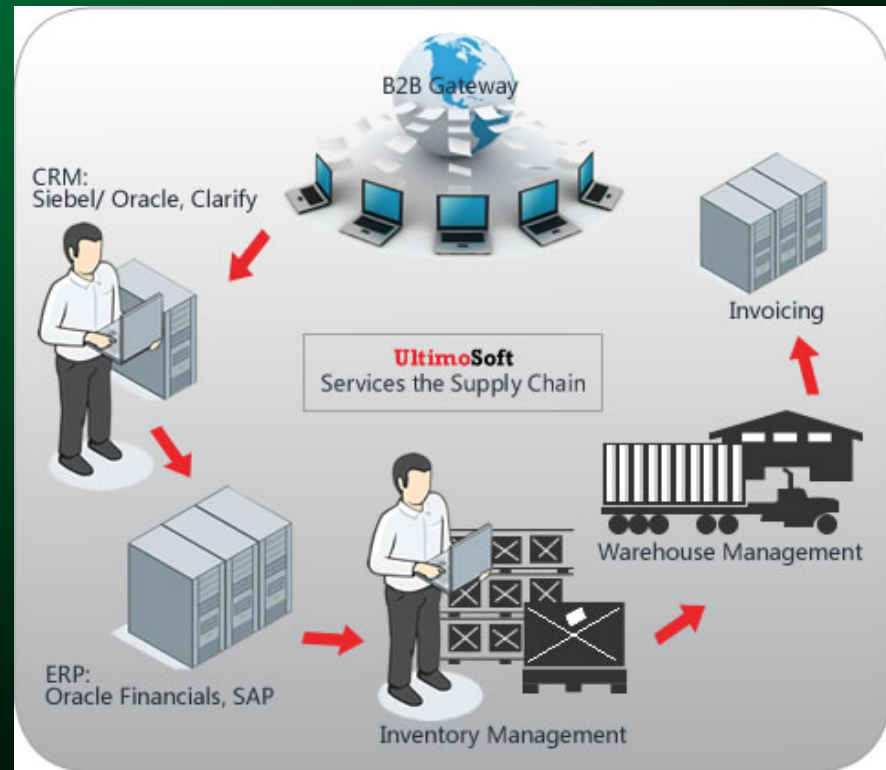 B2B Gateway
CRM:
Siebel/ Oracle, Clarify
Invoicing
UltimoSoft
Services the Supply Chain
Warehouse Management
ERP:
Oracle Financials, SAP
Inventory Management